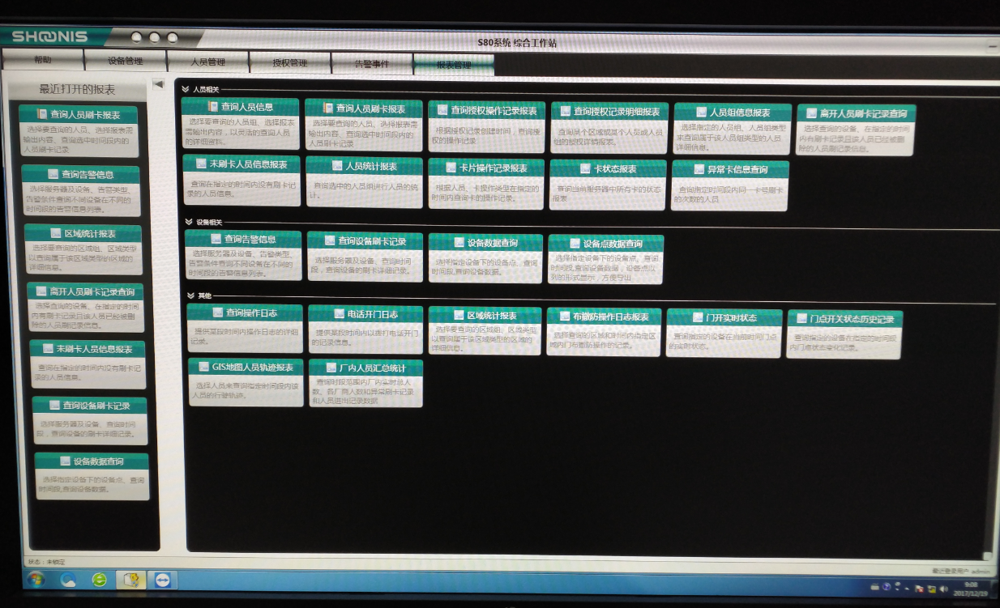 SHOONIS
S80系统 综合工作站
帮助
设备管理
人员管理
授权管理
告警事件
报表管理
最近打开的报表
查询人员刷卡报表
选择要查询的人员、选择报表需
输出内容、查询选中时间段内的
人员刷卡记录
查询告警信息
选择服务器及设备、告警类型、
告警条件查询不同设备在不同的
时间段的告警信息列表。
区域统计报表
选择要查询的区域组、区域类型
以查询属于该区域类型的区域的
详细信息。
离开人员刷卡记录查询
选择查询的设备、在指定的时间
内有刷卡记录且该人员已经被删
除的人员刷记录信息。
未刷卡人员信息报表
查询在指定的时间内没有刷卡记
录的人员信息。
查询设备刷卡记录
选择服务器及设备、查询时间
段，查询设备的刷卡详细记录。
设备数据查询
选择指定设备下的设备点、查询
时间段,查询设备数据。
人员相关
查询人员信息
选择要查询的人员组、选择报表
需输出内容，以灵活的查询人员
的详细资料.
查询人员刷卡报表
选择要查询的人员、选择报表需
输出内容、查询选中时间段内的
人员刷卡记录
查询授权操作记录报表
根据授权记录创建时间，查询授
权的操作记录
查询授权记录明细报表
查询某个区域或某个人员或人员
组的授权详情报表。
人员组信息报表
选择指定的人员组、人员组类型
来查询属于该人员组类型的人员
详细信息。
离开人员刷卡记录查询
选择查询的设备、在指定的时间
内有刷卡记录且该人员已经被删
除的人员刷记录信息。
未刷卡人员信息报表
查询在指定的时间内没有刷卡记
录的人员信息。
人员统计报表
查询选中的人员组进行人员的统
计。
卡片操作记录报表
根据人员、卡操作类型在指定的
时间内查询卡的操作记录。
卡状态报表
查询当前服务器中所有卡的状态
报表
异常卡信息查询
查询指定时间段内同一卡号刷卡
的次数的人员
设备相关
查询告警信息
选择服务器及设备、告警类型、
告警条件查询不同设备在不同的
时间段的告警信息列表。
查询设备刷卡记录
选择服务器及设备、查询时间
段，查询设备的刷卡详细记录。
设备数据查询
选择指定设备下的设备点、查询
时间段,查询设备数据。
设备点数据查询
选择指定设备下的设备点、查询
时间段,查询设备数据，设备点以
列的形式显示，方便导出
其他
查询操作日志
提供某段时间内操作日志的详细
记录。
电话开门日志
提供某段时间内以拨打电话开门
的记录信息。
区域统计报表
选择要查询的区域组、区域类型
以查询属于该区域类型的区域的
详细信息。
布撤防操作日志报表
选择查询的区域和时间内指定区
域内门布撤防操作的记录。
门开实时状态
查询指定的设备在当前时间门点
的实时状态。
门点开关状态历史记录
查询指定的设备在指定的时间段
内门点状态变化记录。
GIS地图人员轨迹报表
选择人员来查询指定时间段内该
人员的行驶轨迹。
厂内人员汇总统计
查询时段范围内厂内实时总人
数、各厂商人数和异常刷卡记录
和人员进出记录数据
状态：未锁定
最近登录用户 admin
9:08
2017/12/19